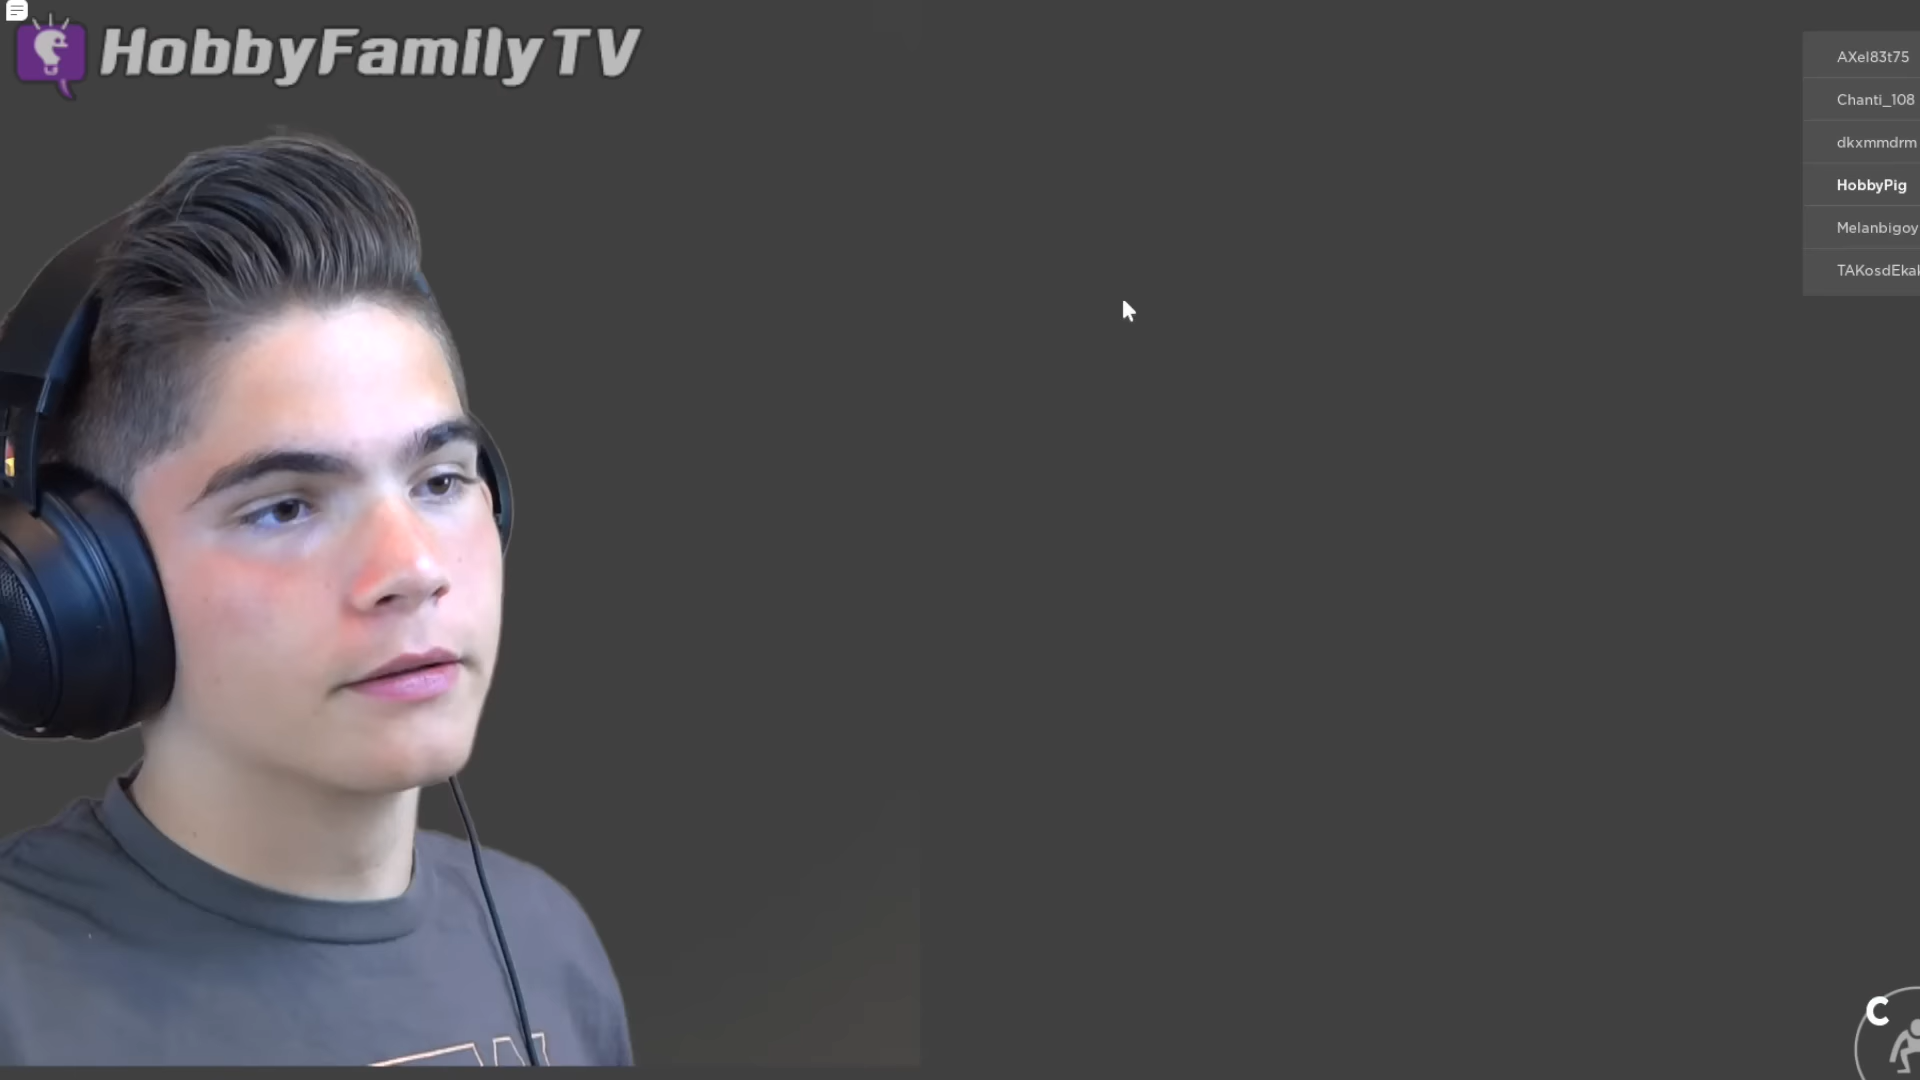 HobbyFamilyTV
AXel83t75
Chanti_108
dkxmmdrm
HobbyPig
Melanbigoy
C